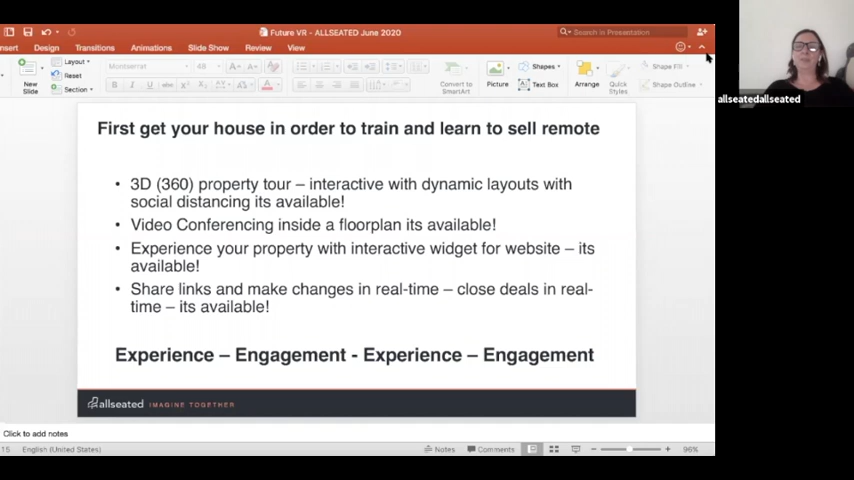 Future VR - ALLSEATED June 2020
Search in Presentation
nsert Design Transitions Animations Slide Show Review View
New Slide
Layout
Reset
Section
Montserrat 48
B I U
Convert to SmartArt
Picture
Shapes
Text Box
Arrange
Quick Styles
Shape Fill
Shape Outline
allseatedallseated
First get your house in order to train and learn to sell remote
• 3D (360) property tour – interactive with dynamic layouts with
social distancing its available!
• Video Conferencing inside a floorplan its available!
• Experience your property with interactive widget for website – its
available!
• Share links and make changes in real-time – close deals in real-
time – its available!
Experience – Engagement - Experience – Engagement
allseated IMAGINE TOGETHER
Click to add notes
15 English (United States) Notes Comments 96%